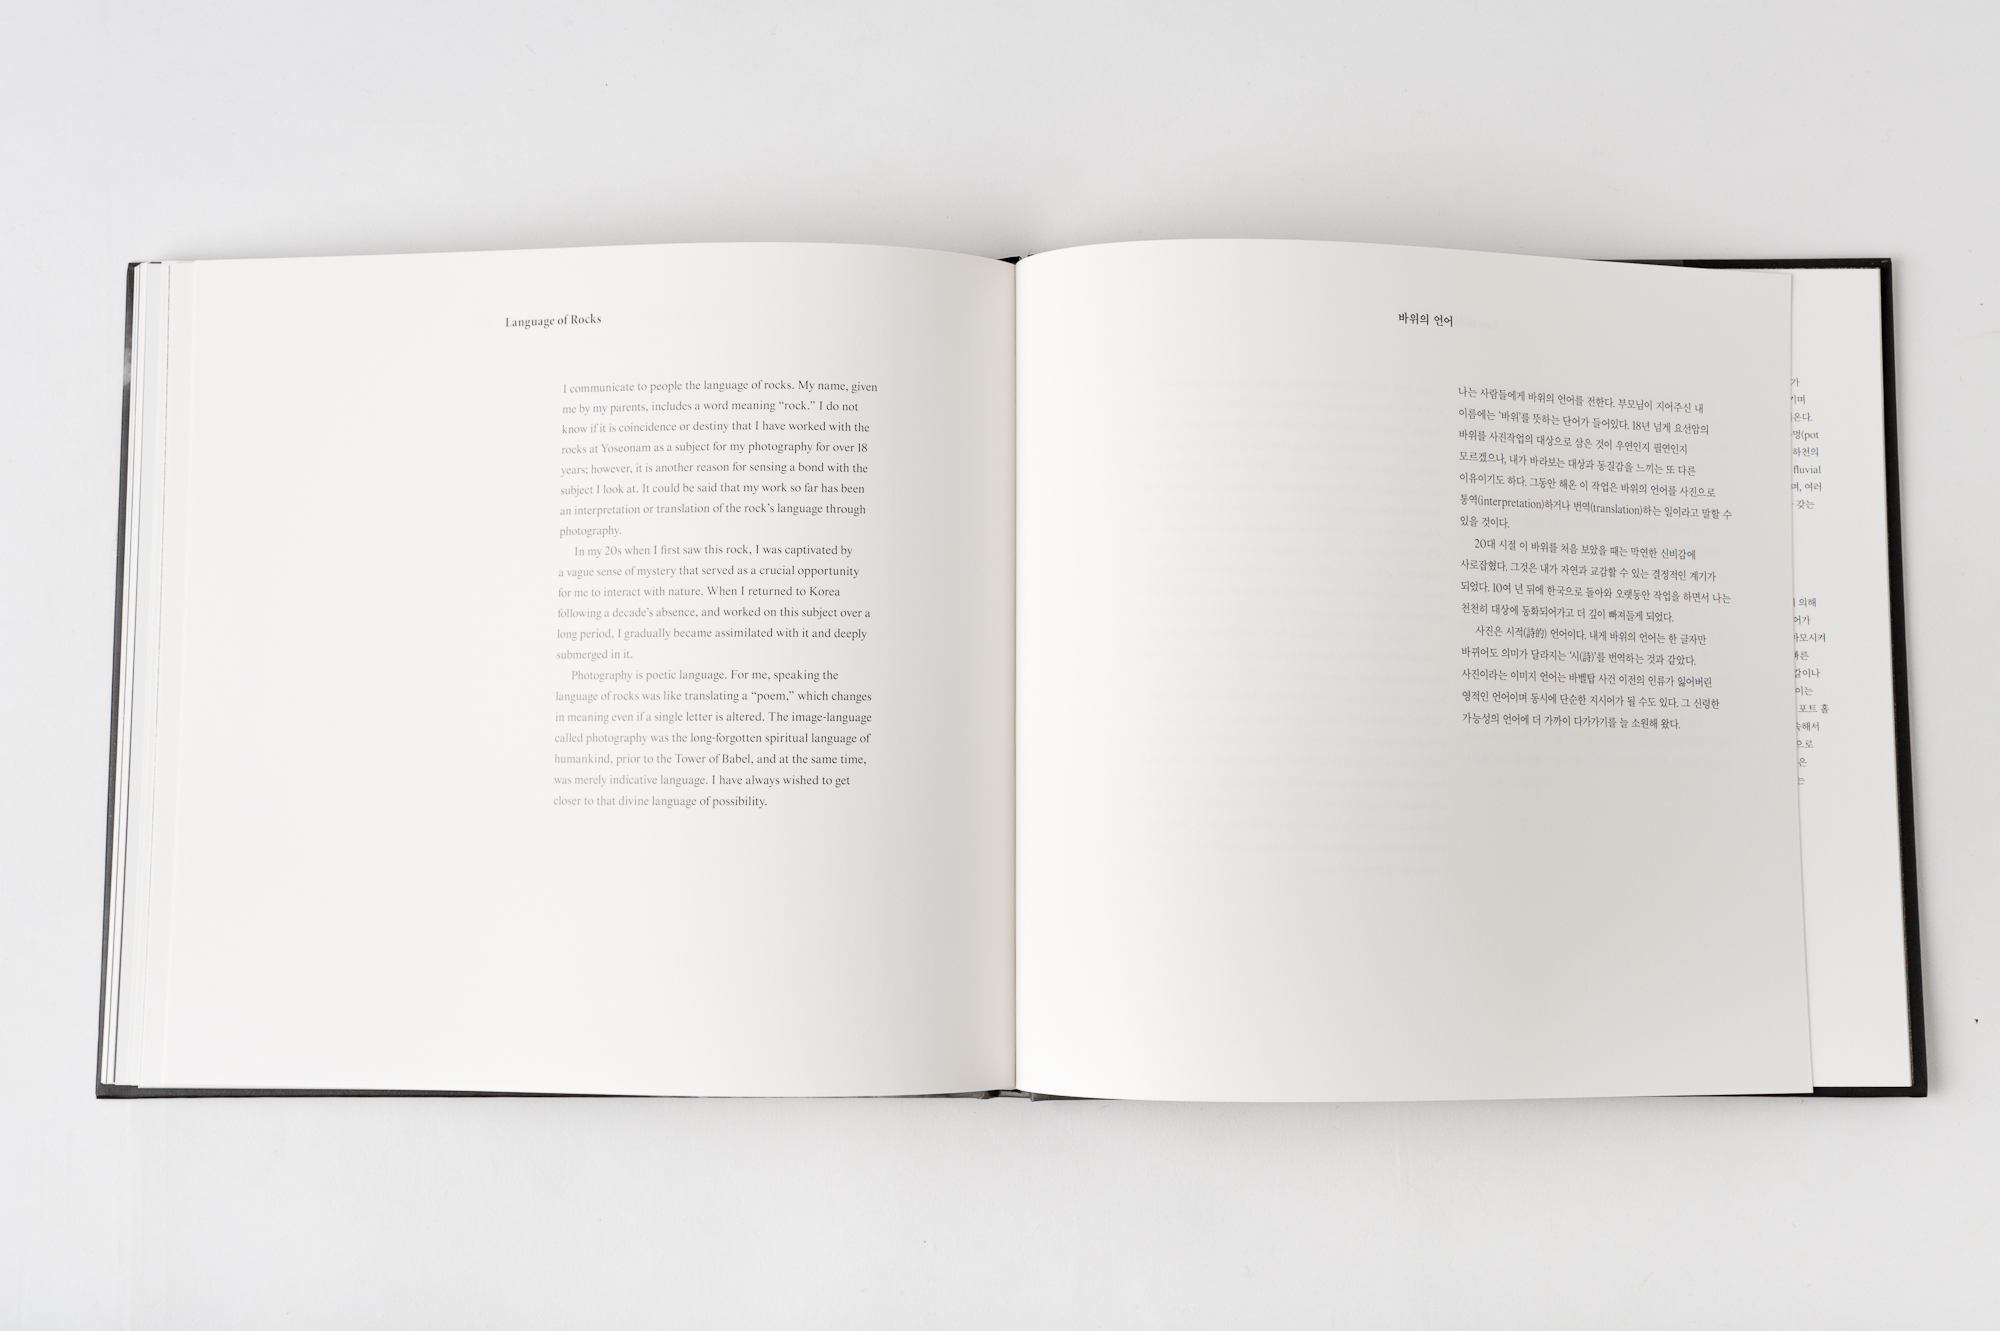 Language of Rocks
I communicate to people the language of rocks. My name, given
me by my parents, includes a word meaning “rock.” I do not
know if it is coincidence or destiny that I have worked with the
rocks at Yoseonam as a subject for my photography for over 18
years; however, it is another reason for sensing a bond with the
subject I look at. It could be said that my work so far has been
an interpretation or translation of the rock’s language through
photography.
In my 20s when I first saw this rock, I was captivated by
a vague sense of mystery that served as a crucial opportunity
for me to interact with nature. When I returned to Korea
following a decade’s absence, and worked on this subject over a
long period, I gradually became assimilated with it and deeply
submerged in it.
Photography is poetic language. For me, speaking the
language of rocks was like translating a “poem,” which changes
in meaning even if a single letter is altered. The image-language
called photography was the long-forgotten spiritual language of
humankind, prior to the Tower of Babel, and at the same time,
was merely indicative language. I have always wished to get
closer to that divine language of possibility.
바위의 언어
나는 사람들에게 바위의 언어를 전한다. 부모님이 지어주신 내
이름에는 ‘바위’를 뜻하는 단어가 들어있다. 18년 넘게 요선암의
바위를 사진작업의 대상으로 삼은 것이 우연인지 필연인지
모르겠으나, 내가 바라보는 대상과 동질감을 느끼는 또 다른
이유이기도 하다. 그동안 해온 이 작업은 바위의 언어를 사진으로
통역(interpretation)하거나 번역(translation)하는 일이라고 말할 수
있을 것이다.
20대 시절 이 바위를 처음 보았을 때는 막연한 신비감에
사로잡혔다. 그것은 내가 자연과 교감할 수 있는 결정적인 계기가
되었다. 10여 년 뒤에 한국으로 돌아와 오랫동안 작업을 하면서 나는
천천히 대상에 동화되어가고 더 깊이 빠져들게 되었다.
사진은 시적(詩的) 언어이다. 내게 바위의 언어는 한 글자만
바뀌어도 의미가 달라지는 ‘시(詩)’를 번역하는 것과 같았다.
사진이라는 이미지 언어는 바벨탑 사건 이전의 인류가 잃어버린
영적인 언어이며 동시에 단순한 지시어가 될 수도 있다. 그 신령한
가능성의 언어에 더 가까이 다가가기를 늘 소원해 왔다.
(pot
하천의
fluvial
여러
갖는
의해
포트 홀